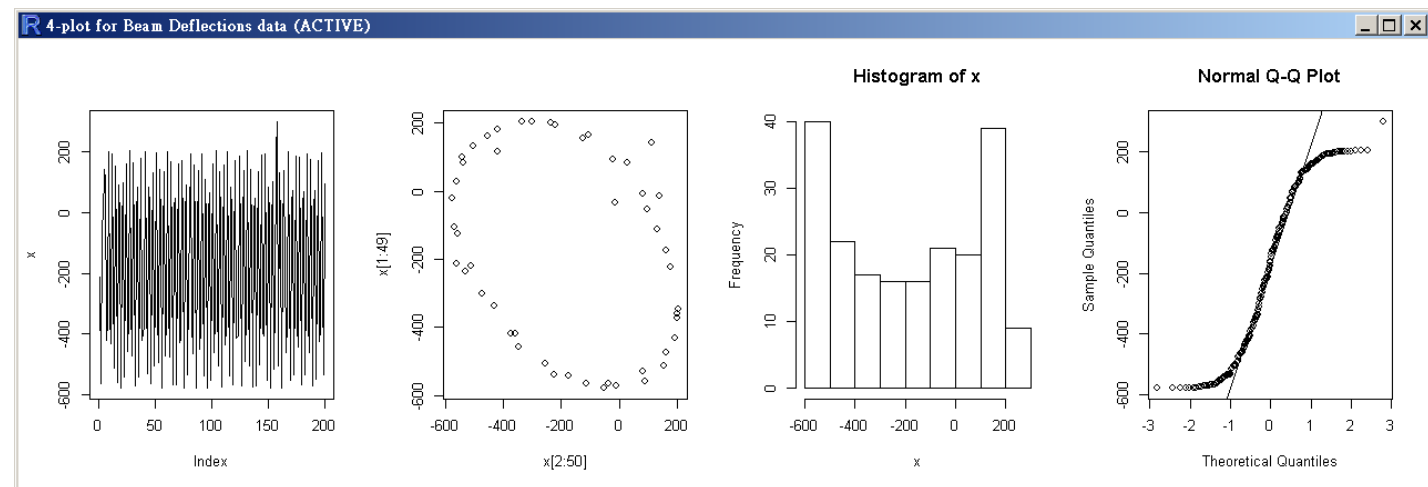 4-plot for Beam Deflections data (ACTIVE)
x
200
0
-200
-400
-600
0 50 100 150 200
Index
x[1:49]
200
0
-200
-400
-600
-600 -400 -200 0 200
x[2:50]
Histogram of x
Frequency
40
30
20
10
0
-600 -400 -200 0 200
x
Normal Q-Q Plot
Sample Quantiles
200
0
-200
-400
-600
-3 -2 -1 0 1 2 3
Theoretical Quantiles